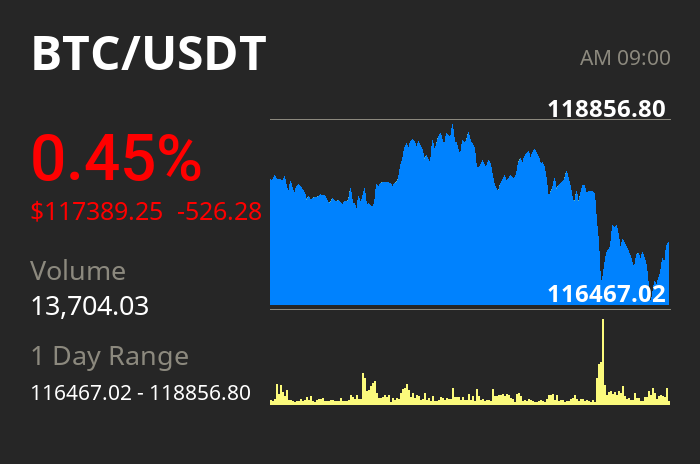 BTC/USDT
AM 09:00
118856.80
0.45%
$117389.25 -526.28
Volume
13,704.03
116467.02
1 Day Range
116467.02 - 118856.80